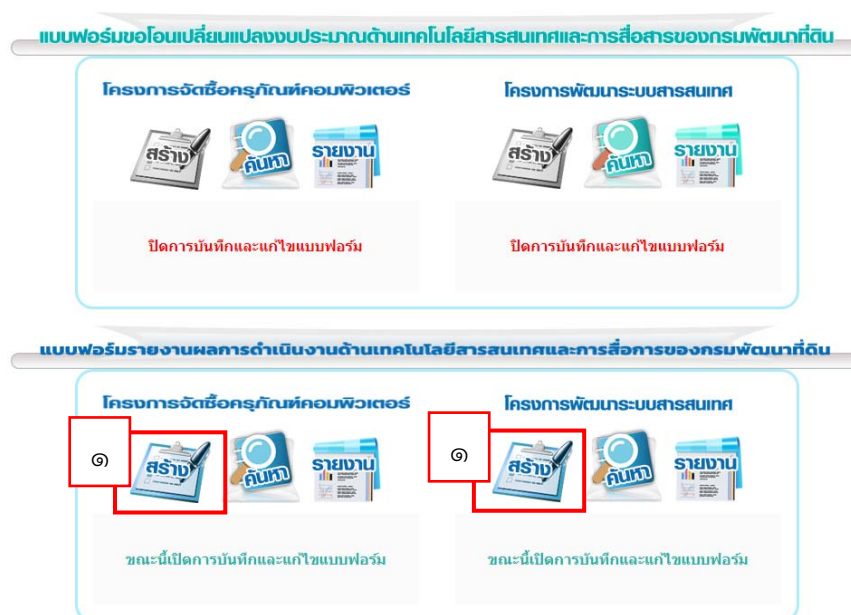 แบบฟอร์มขอโอนเปลี่ยนแปลงงบประมาณด้านเทคโนโลยีสารสนเทศและการสื่อสารของกรมพัฒนาที่ดิน
โครงการจัดซื้อครุภัณฑ์คอมพิวเตอร์ โครงการพัฒนาระบบสารสนเทศ
สร้าง ค้นหา รายงาน สร้าง ค้นหา รายงาน
ปิดการบันทึกและแก้ไขแบบฟอร์ม ปิดการบันทึกและแก้ไขแบบฟอร์ม
แบบฟอร์มรายงานผลการดำเนินงานด้านเทคโนโลยีสารสนเทศและการสื่อการของกรมพัฒนาที่ดิน
โครงการจัดซื้อครุภัณฑ์คอมพิวเตอร์ โครงการพัฒนาระบบสารสนเทศ
๑ สร้าง ค้นหา รายงาน ๑ สร้าง ค้นหา รายงาน
ขณะนี้เปิดการบันทึกและแก้ไขแบบฟอร์ม ขณะนี้เปิดการบันทึกและแก้ไขแบบฟอร์ม